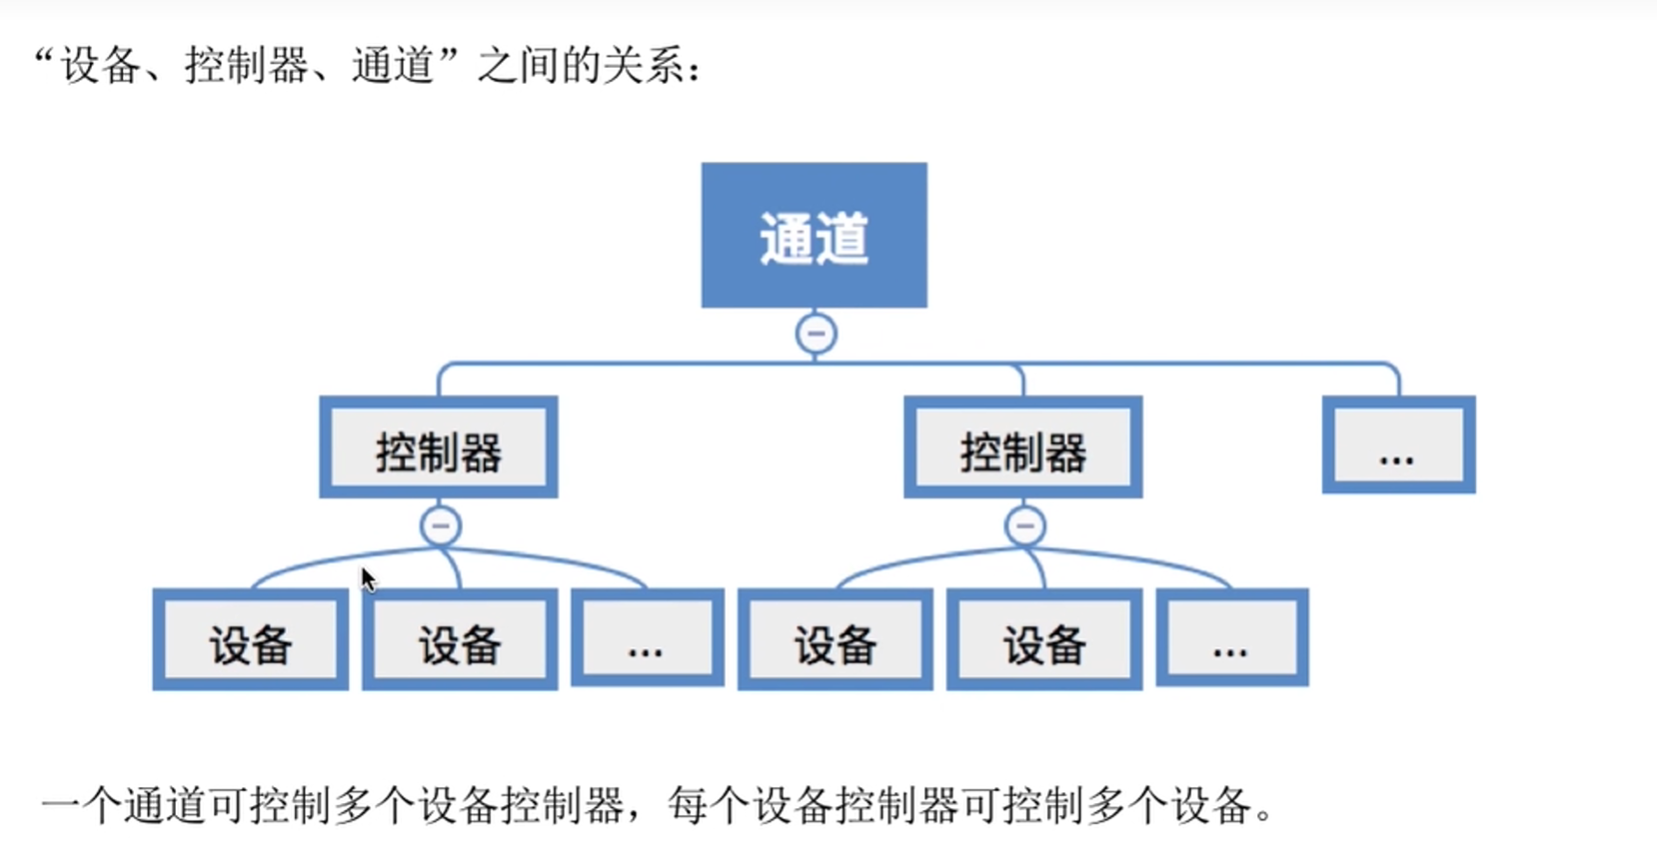 “设备、控制器、通道”之间的关系：
通道
控制器 控制器 ...
设备 设备 ... 设备 设备 ...
一个通道可控制多个设备控制器，每个设备控制器可控制多个设备。